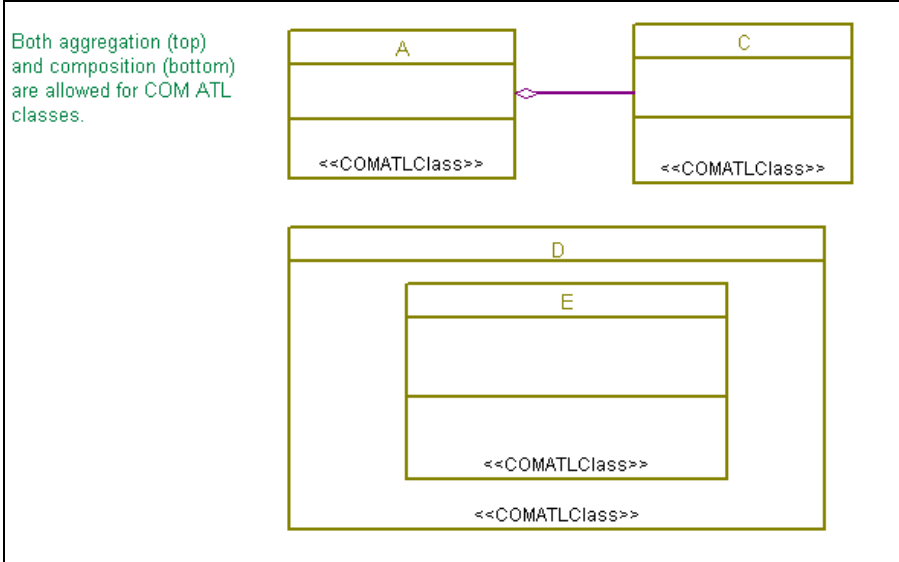 Both aggregation (top)
and composition (bottom)
are allowed for COM ATL
classes.
A
<<COMATLClass>>
C
<<COMATLClass>>
D
E
<<COMATLClass>>
<<COMATLClass>>